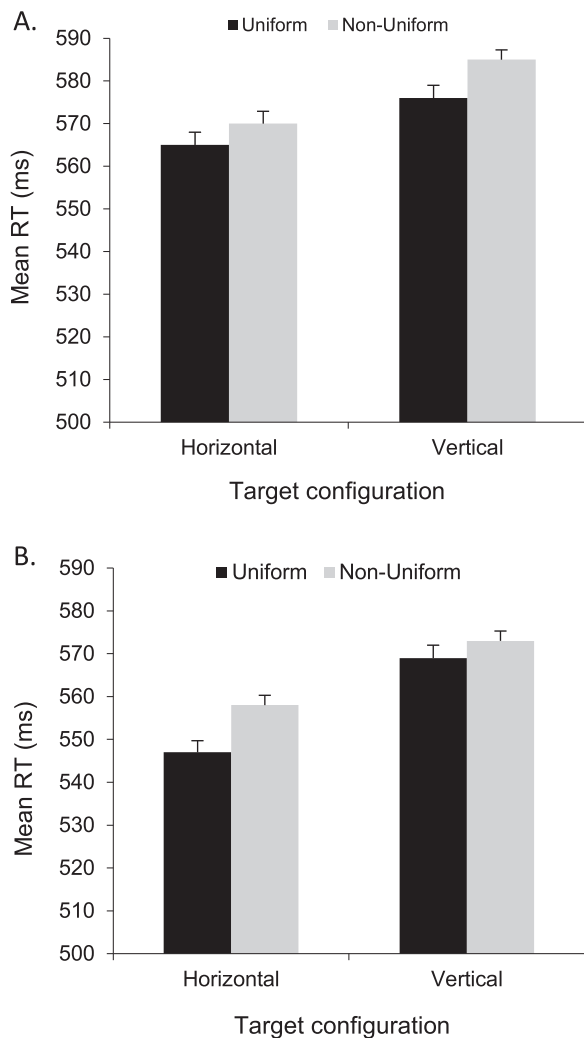 A.
Uniform Non-Uniform
590
580
570
560
550
540
530
520
510
500
Mean RT (ms)
Horizontal Vertical
Target configuration
B.
Uniform Non-Uniform
590
580
570
560
550
540
530
520
510
500
Mean RT (ms)
Horizontal Vertical
Target configuration